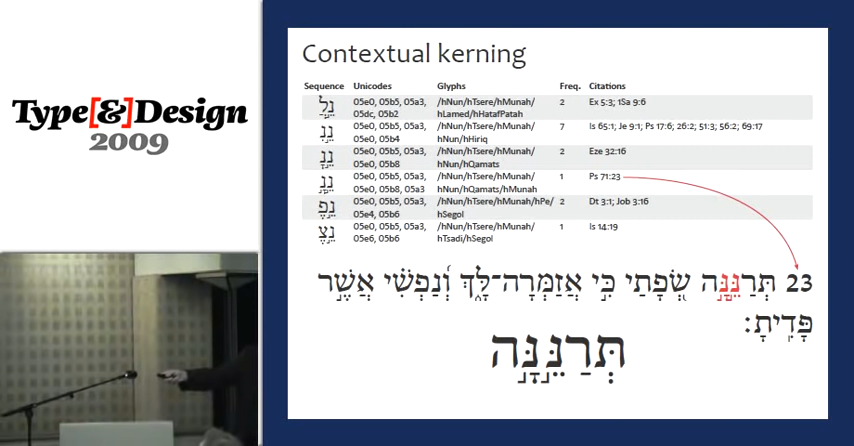 Type[&]Design
2009
Contextual kerning
Sequence Unicodes Glyphs Freq. Citations
נֵ֣לֲ 05e0, 05b5, 05a3, /hNun/hTsere/hMunah/ 2 Ex 5:3; 1Sa 9:6
05dc, 05b2 hLamed/hHatafPatah
נֵ֣נִ 05e0, 05b5, 05a3, /hNun/hTsere/hMunah/ 7 Is 65:1; Je 9:1; Ps 17:6; 26:2; 51:3; 56:2; 69:17
05e0, 05b4 hNun/hHiriq
נֵ֣נָ 05e0, 05b5, 05a3, /hNun/hTsere/hMunah/ 2 Eze 32:16
05e0, 05b8 hNun/hQamats
נֵ֣נָ֣ 05e0, 05b5, 05a3, /hNun/hTsere/hMunah/ 1 Ps 71:23
05e0, 05b8, 05a3 hNun/hQamats/hMunah
נֵ֣פֶ 05e0, 05b5, 05a3, /hNun/hTsere/hMunah/hPe/ 2 Dt 3:1; Job 3:16
05e4, 05b6 hSegol
נֵ֣צֶ 05e0, 05b5, 05a3, /hNun/hTsere/hMunah/ 1 Is 14:19
05e6, 05b6 hTsadi/hSegol
23 תְּרַנֵּ֣נָּ֣ה שְׂ֭פָתַי כִּ֣י אֲזַמְּרָה־לָּ֑ךְ וְ֝נַפְשִׁ֗י אֲשֶׁ֣ר
פָּדִֽיתָ׃
תְּרַנֵּ֣נָּ֣ה